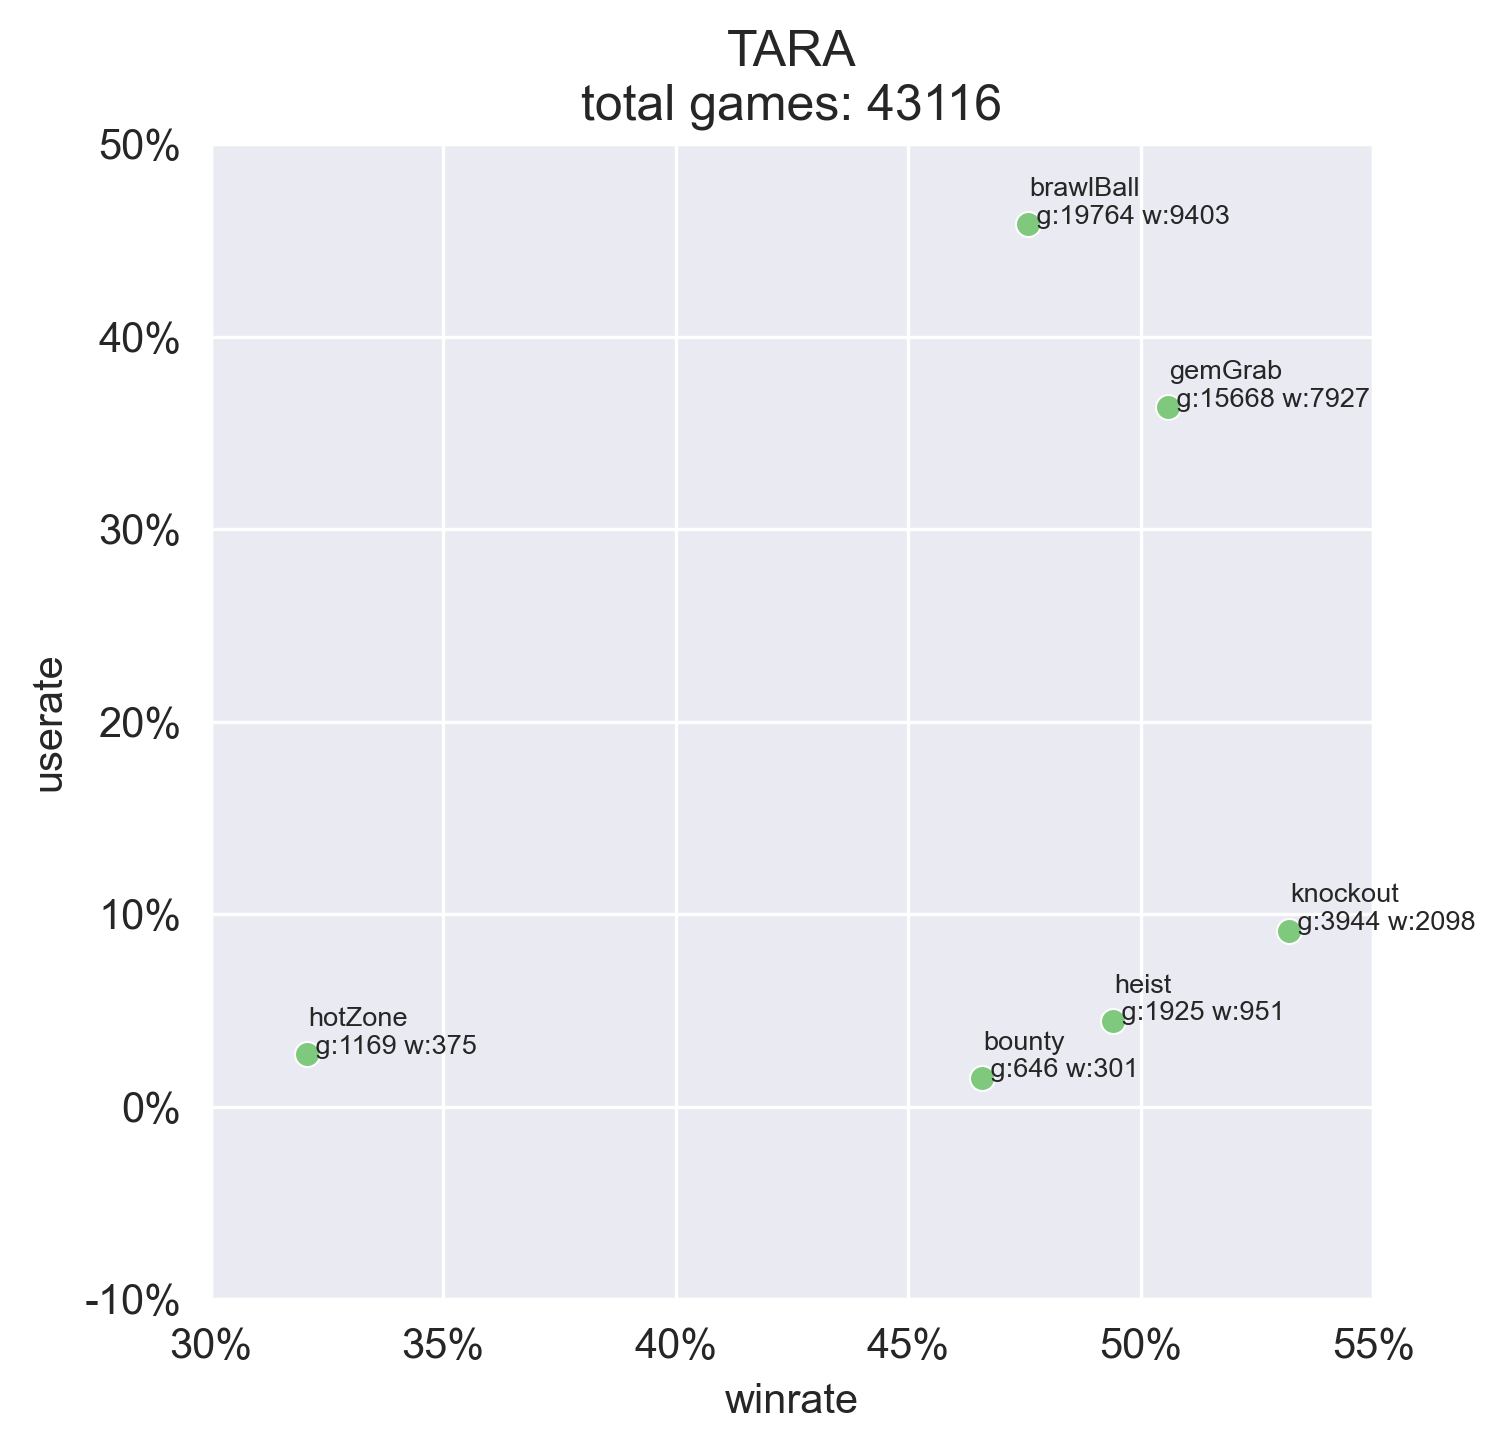 TARA
total games: 43116
50%
brawlBall
g:19764 w:9403
40%
gemGrab
g:15668 w:7927
30%
userate
20%
10%
knockout
g:3944 w:2098
heist
g:1925 w:951
hotZone
g:1169 w:375
bounty
g:646 w:301
0%
-10%
30% 35% 40% 45% 50% 55%
winrate